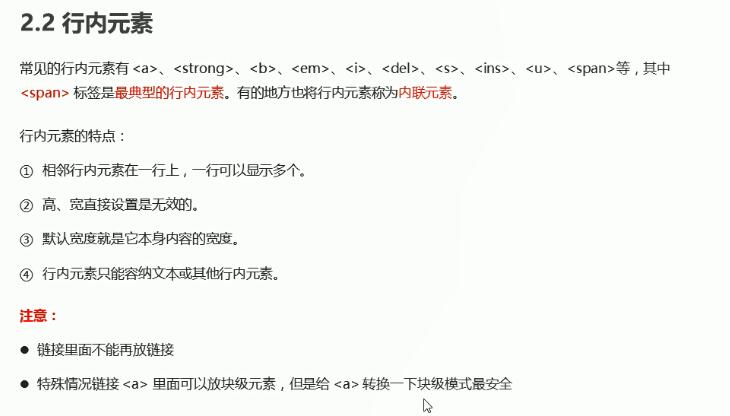 2.2 行内元素
常见的行内元素有 <a>、<strong>、<b>、<em>、<i>、<del>、<s>、<ins>、<u>、<span>等，其中
<span> 标签是最典型的行内元素。有的地方也将行内元素称为内联元素。
行内元素的特点：
① 相邻行内元素在一行上，一行可以显示多个。
② 高、宽直接设置是无效的。
③ 默认宽度就是它本身内容的宽度。
④ 行内元素只能容纳文本或其他行内元素。
注意：
● 链接里面不能再放链接
● 特殊情况链接 <a> 里面可以放块级元素，但是给 <a> 转换一下块级模式最安全